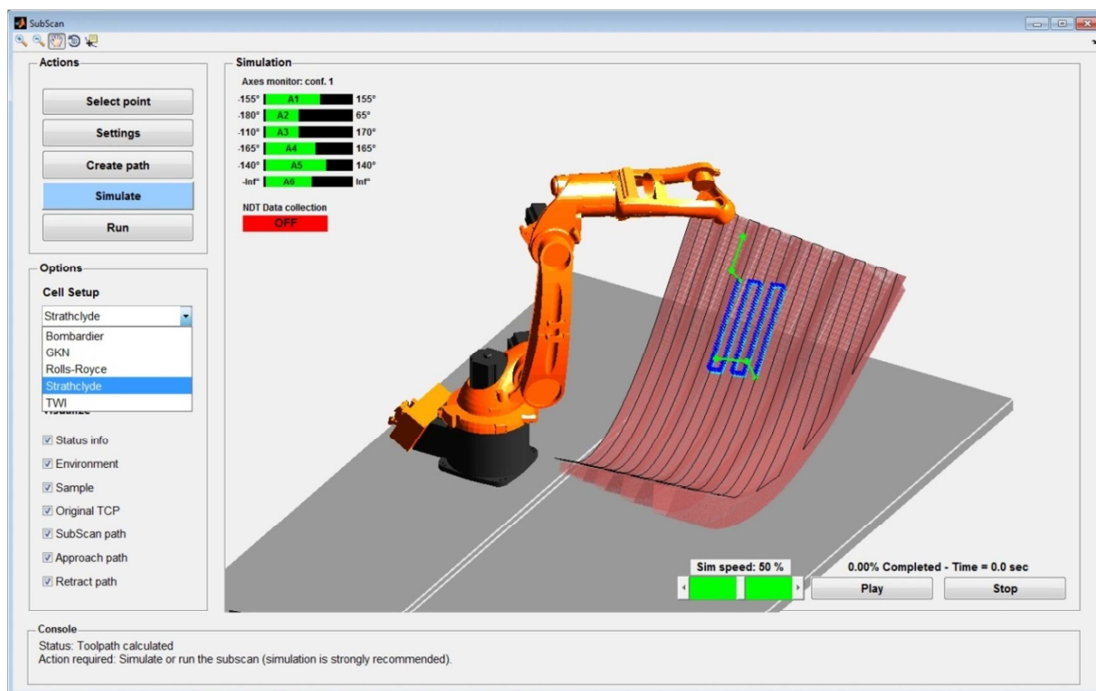 SubScan
Actions
Select point
Settings
Create path
Simulate
Run
Options
Cell Setup
Strathclyde
Bombardier
GKN
Rolls-Royce
Strathclyde
TWI
Visualize
Status info
Environment
Sample
Original TCP
SubScan path
Approach path
Retract path
Simulation
Axes monitor: conf. 1
-155° A1 155°
-180° A2 65°
-110° A3 170°
-165° A4 165°
-140° A5 140°
-Inf° A6 Inf°
NDT Data collection
OFF
Sim speed: 50 %
0.00% Completed - Time = 0.0 sec
Play
Stop
Console
Status: Toolpath calculated
Action required: Simulate or run the subscan (simulation is strongly recommended).